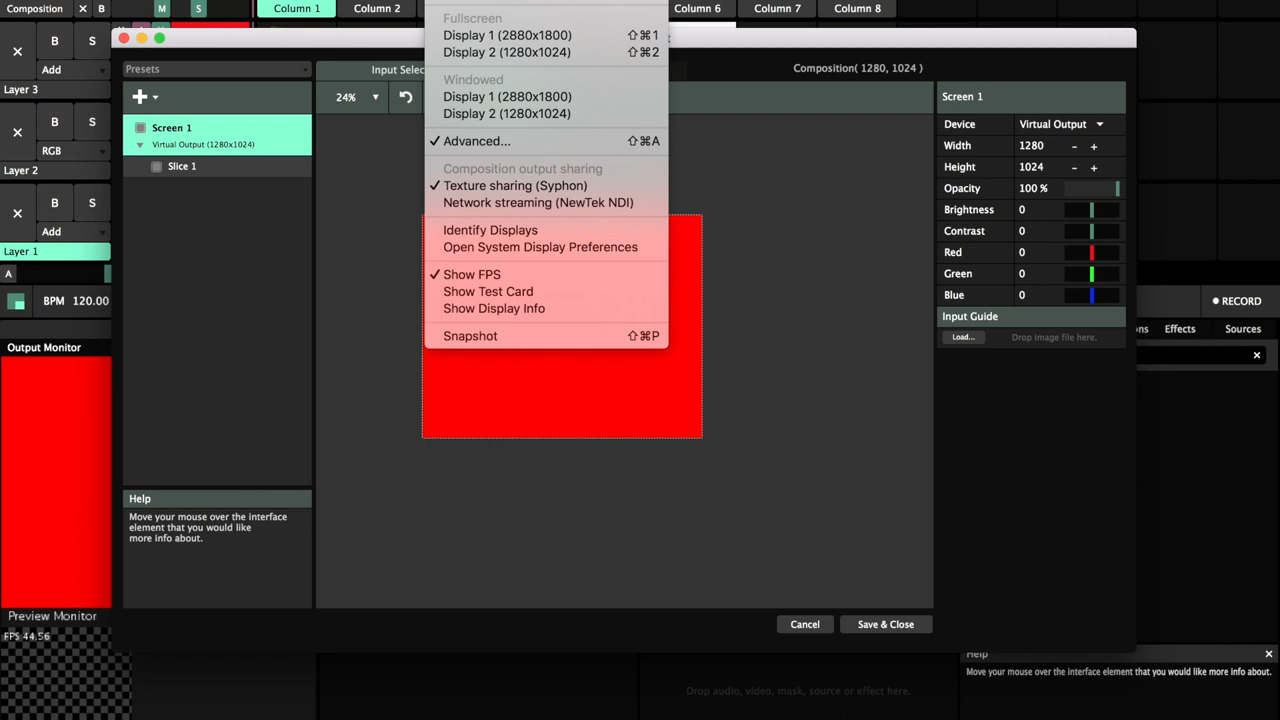 Composition X B M S Column 1 Column 2 Column 6 Column 7 Column 8
Fullscreen
Display 1 (2880x1800) ⇧⌘1
Display 2 (1280x1024) ⇧⌘2
Windowed
Display 1 (2880x1800)
Display 2 (1280x1024)
✓ Advanced... ⇧⌘A
Composition output sharing
✓ Texture sharing (Syphon)
Network streaming (NewTek NDI)
Identify Displays
Open System Display Preferences
✓ Show FPS
Show Test Card
Show Display Info
Snapshot ⇧⌘P
B S
Add
Layer 3
B S
RGB
Layer 2
B S
Add
Layer 1
A
BPM 120.00
Output Monitor
Preview Monitor
FPS 44.56
Presets
Screen 1
Virtual Output (1280x1024)
Slice 1
Help
Move your mouse over the interface
element that you would like
more info about.
Input Selec
24%
Composition( 1280, 1024 )
Screen 1
Device Virtual Output
Width 1280 - +
Height 1024 - +
Opacity 100 %
Brightness 0
Contrast 0
Red 0
Green 0
Blue 0
Input Guide
Load... Drop image file here.
Cancel Save & Close
RECORD
ns Effects Sources
Drop audio, video, mask, source or effect here.
Help
Move your mouse over the interface element that you would like more info about.